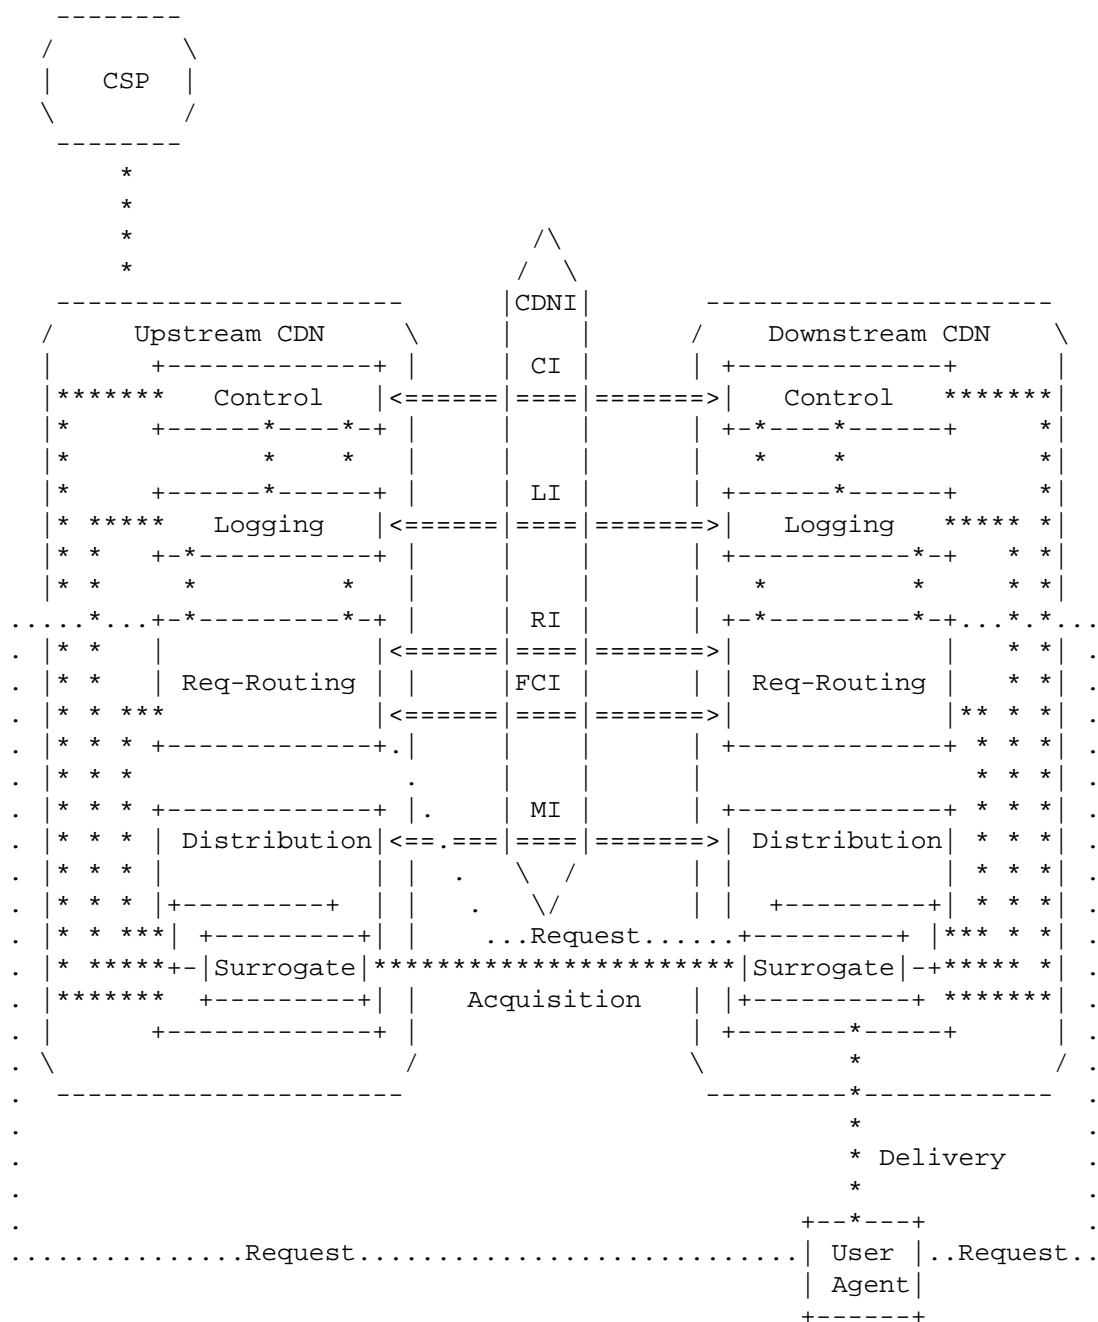 CSP
CDNI
Upstream CDN Downstream CDN
CI
Control Control
LI
Logging Logging
RI
Req-Routing FCI Req-Routing
MI
Distribution Distribution
Request
Surrogate Surrogate
Acquisition
Delivery
Request User Request
Agent